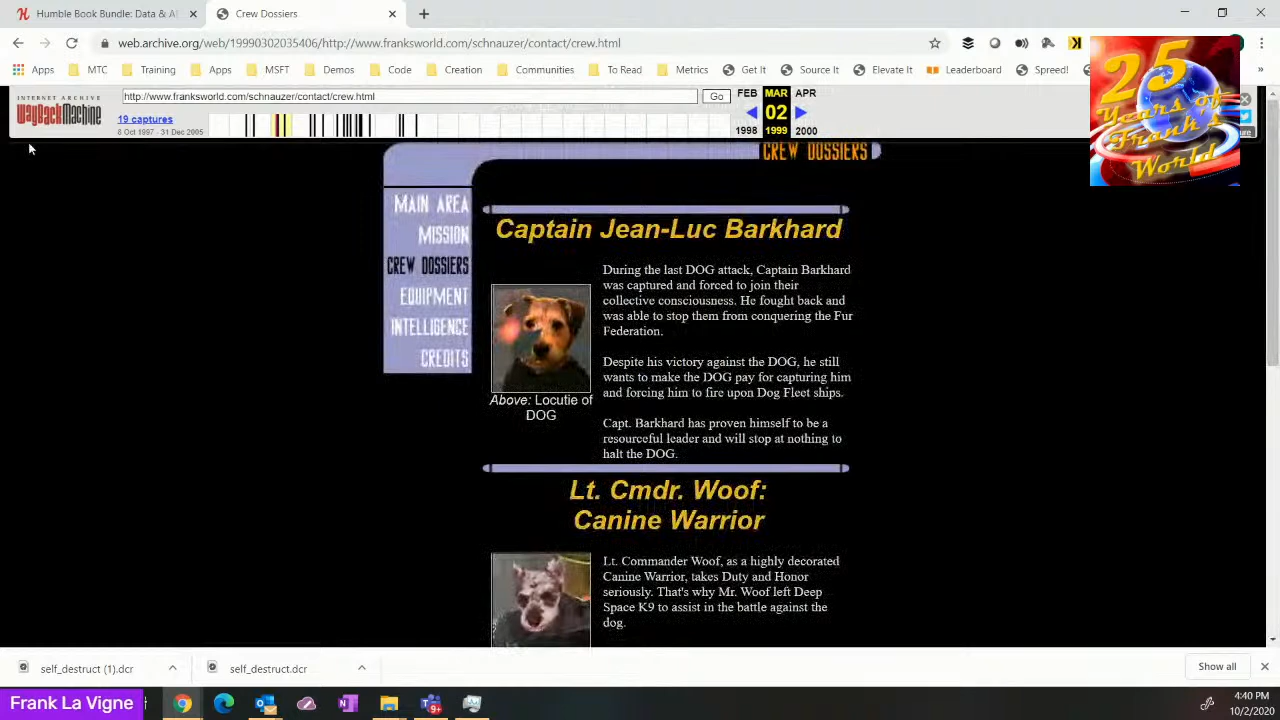 Humble Book Bundle: Data & AI
Crew Dossiers
web.archive.org/web/19990302035406/http://www.franksworld.com/schnauzer/contact/crew.html
Apps
MTC
Training
Apps
MSFT
Demos
Code
Creation
Communities
To Read
Metrics
Get It
Source It
Elevate It
Leaderboard
Speed!
INTERNET ARCHIVE
WayBackMachine
http://www.franksworld.com/schnauzer/contact/crew.html
Go
FEB
MAR
APR
02
19 captures
8 Oct 1997 - 31 Dec 2005
1998
1999
2000
25
Years of
Frank's
World
CREW DOSSIERS
MAIN AREA
MISSION
CREW DOSSIERS
EQUIPMENT
INTELLIGENCE
CREDITS
Captain Jean-Luc Barkhard
During the last DOG attack, Captain Barkhard
was captured and forced to join their
collective consciousness. He fought back and
was able to stop them from conquering the Fur
Federation.
Despite his victory against the DOG, he still
wants to make the DOG pay for capturing him
and forcing him to fire upon Dog Fleet ships.
Capt. Barkhard has proven himself to be a
resourceful leader and will stop at nothing to
halt the DOG.
Above: Locutie of
DOG
Lt. Cmdr. Woof:
Canine Warrior
Lt. Commander Woof, as a highly decorated
Canine Warrior, takes Duty and Honor
seriously. That's why Mr. Woof left Deep
Space K9 to assist in the battle against the
dog.
self_destruct (1).dcr
self_destruct.dcr
Show all
Frank La Vigne
4:40 PM
10/2/2020